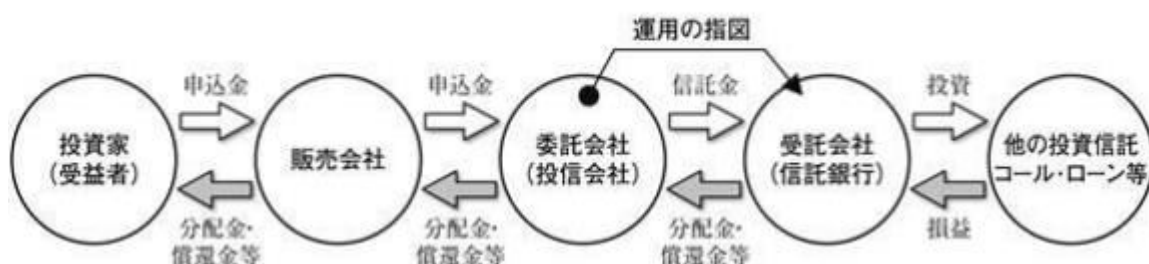 運用の指図
申込金
申込金
信託金
投資
投資家
(受益者)
販売会社
委託会社
(投信会社)
受託会社
(信託銀行)
他の投資信託
コール・ローン等
分配金・
償還金等
分配金・
償還金等
分配金・
償還金等
損益